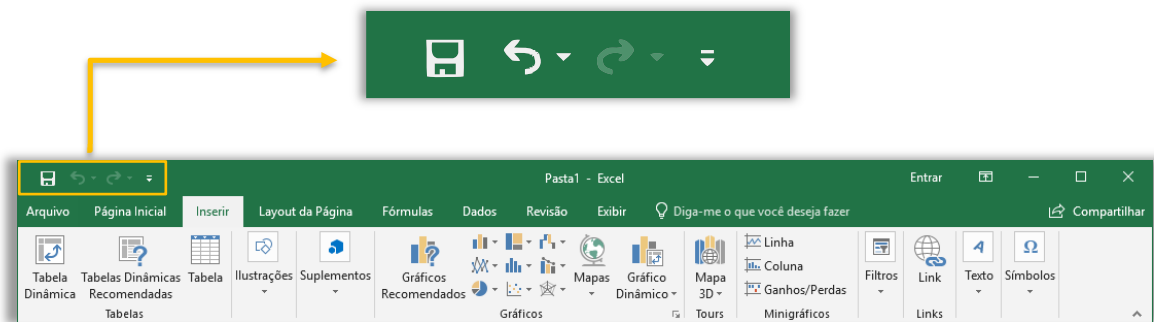 Pasta1 - Excel Entrar
Arquivo Página Inicial Inserir Layout da Página Fórmulas Dados Revisão Exibir Diga-me o que você deseja fazer Compartilhar
Tabela Dinâmica
Tabelas Dinâmicas Recomendadas
Tabela
Ilustrações
Suplementos
Gráficos Recomendados
Mapas
Gráfico Dinâmico
Mapa 3D
Linha
Coluna
Ganhos/Perdas
Filtros
Link
Texto
Símbolos
Tabelas Gráficos Tours Minigráficos Links